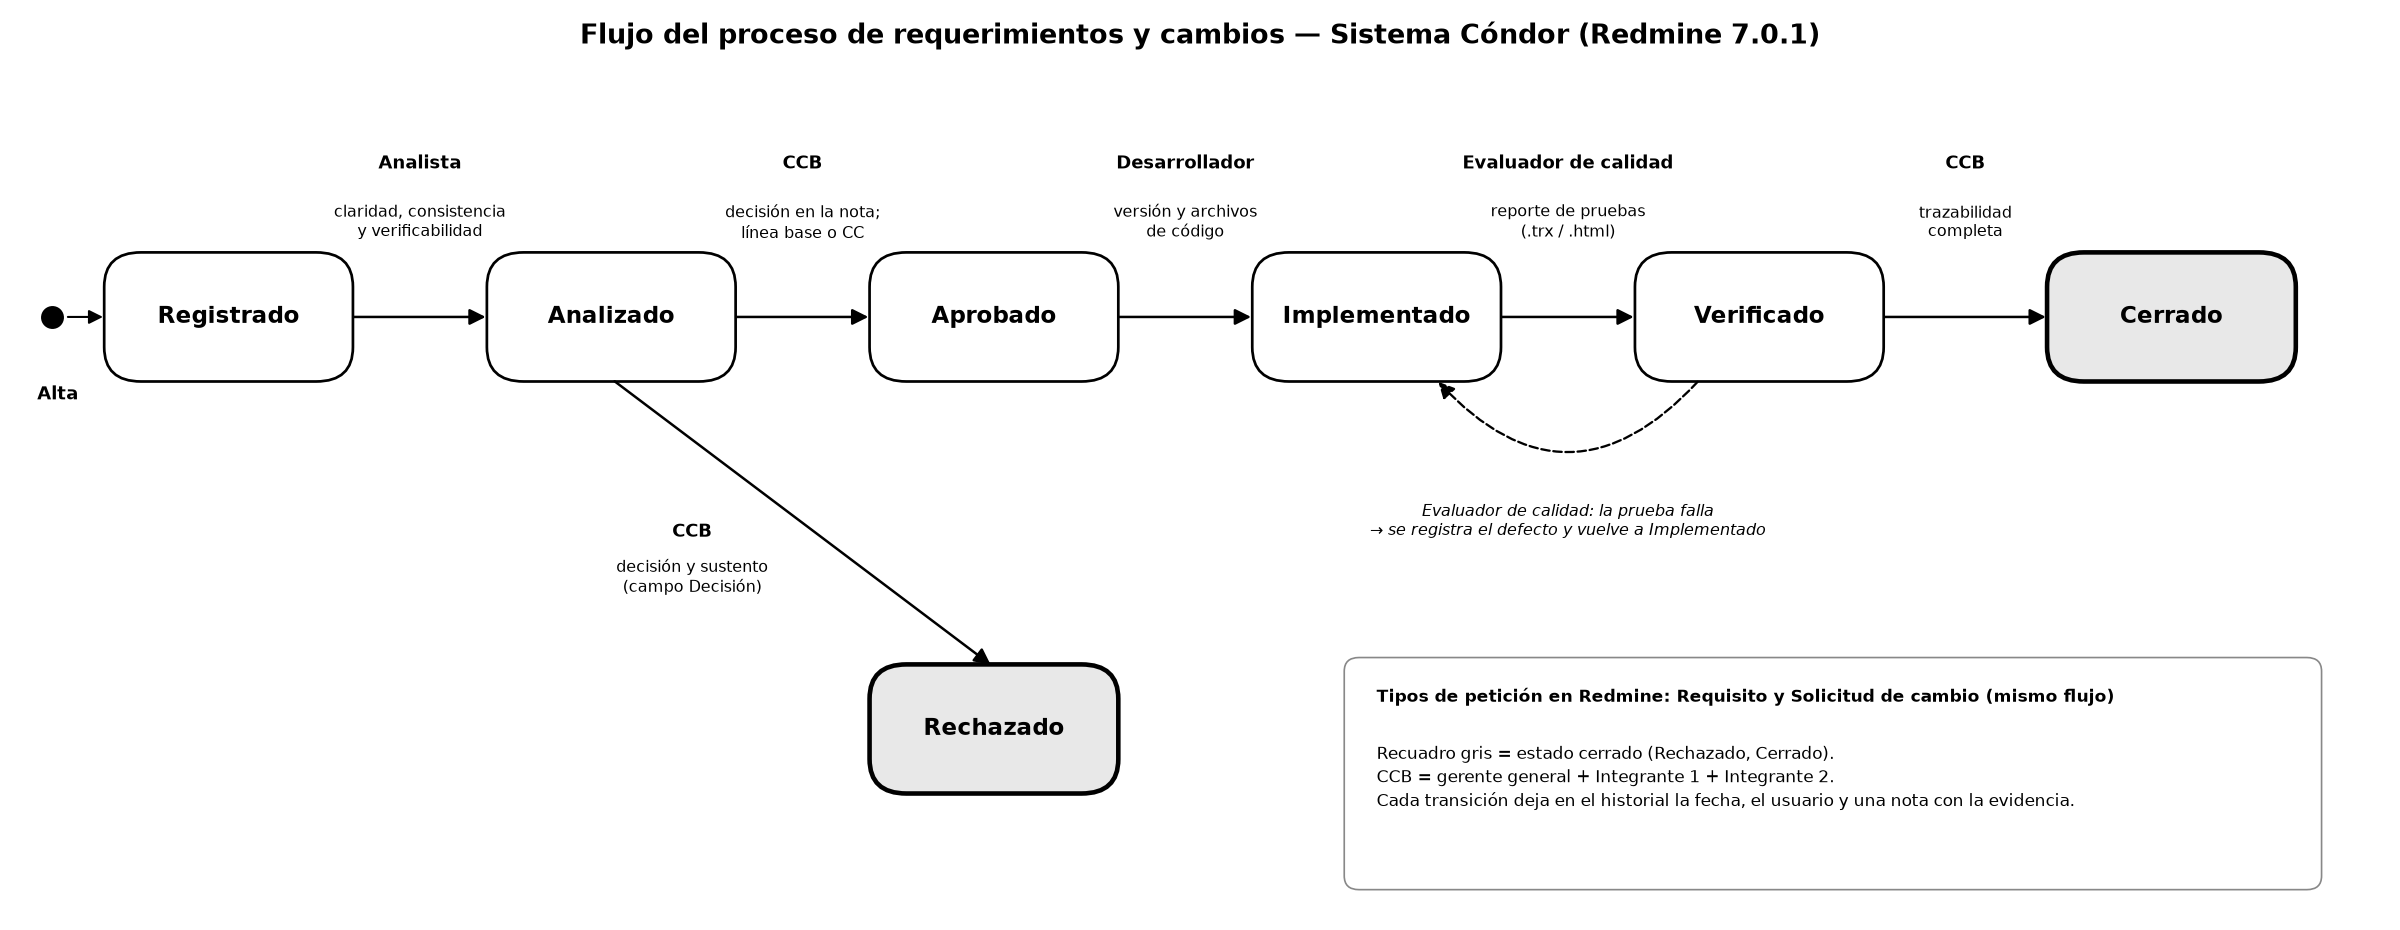 Flujo del proceso de requerimientos y cambios — Sistema Cóndor (Redmine 7.0.1)
Analista
claridad, consistencia
y verificabilidad
CCB
decisión en la nota;
línea base o CC
Desarrollador
versión y archivos
de código
Evaluador de calidad
reporte de pruebas
(.trx / .html)
CCB
trazabilidad
completa
Registrado
Analizado
Aprobado
Implementado
Verificado
Cerrado
Alta
Evaluador de calidad: la prueba falla
→ se registra el defecto y vuelve a Implementado
CCB
decisión y sustento
(campo Decisión)
Rechazado
Tipos de petición en Redmine: Requisito y Solicitud de cambio (mismo flujo)
Recuadro gris = estado cerrado (Rechazado, Cerrado).
CCB = gerente general + Integrante 1 + Integrante 2.
Cada transición deja en el historial la fecha, el usuario y una nota con la evidencia.